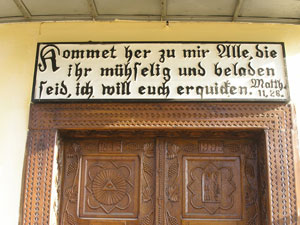 Kommet her zu mir Alle, die
ihr mühselig und beladen
seid, ich will euch erquicken. Matth.
11, 28.